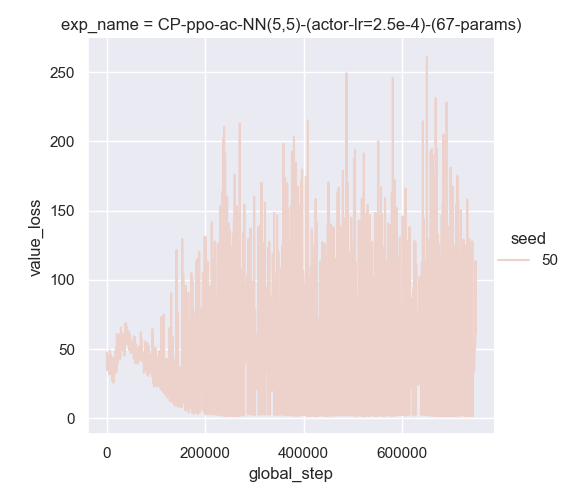 exp_name = CP-ppo-ac-NN(5,5)-(actor-lr=2.5e-4)-(67-params)
250
200
150
100
50
0
value_loss
0
200000
400000
600000
global_step
seed
50